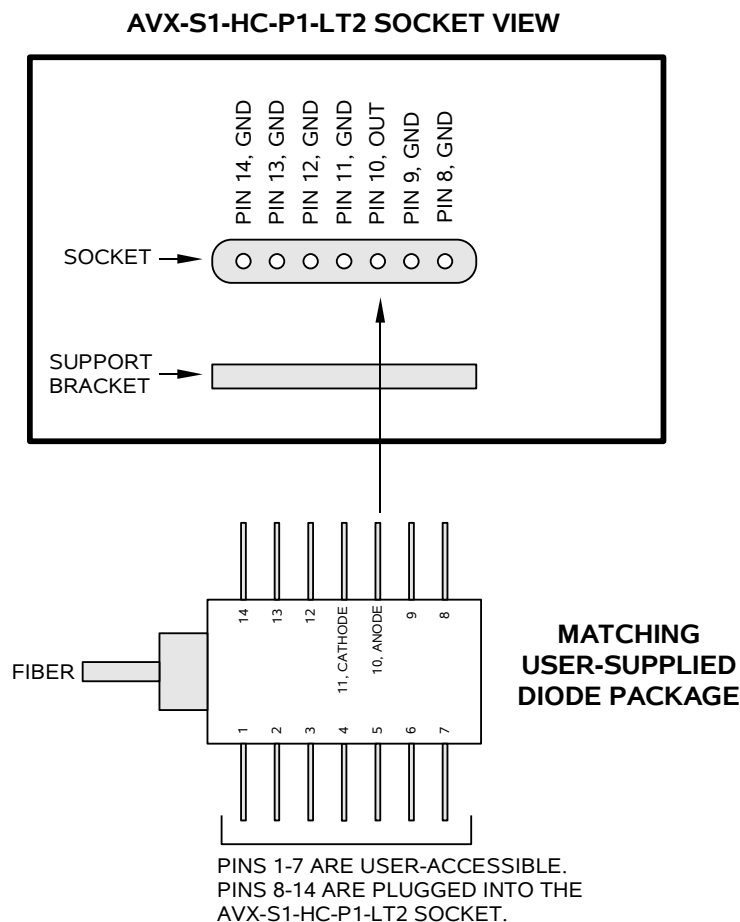 AVX-S1-HC-P1-LT2 SOCKET VIEW
PIN 14, GND
PIN 13, GND
PIN 12, GND
PIN 11, GND
PIN 10, OUT
PIN 9, GND
PIN 8, GND
SOCKET
SUPPORT
BRACKET
14
13
12
11, CATHODE
10, ANODE
9
8
FIBER
MATCHING
USER-SUPPLIED
DIODE PACKAGE
1
2
3
4
5
6
7
PINS 1-7 ARE USER-ACCESSIBLE.
PINS 8-14 ARE PLUGGED INTO THE
AVX-S1-HC-P1-LT2 SOCKET.